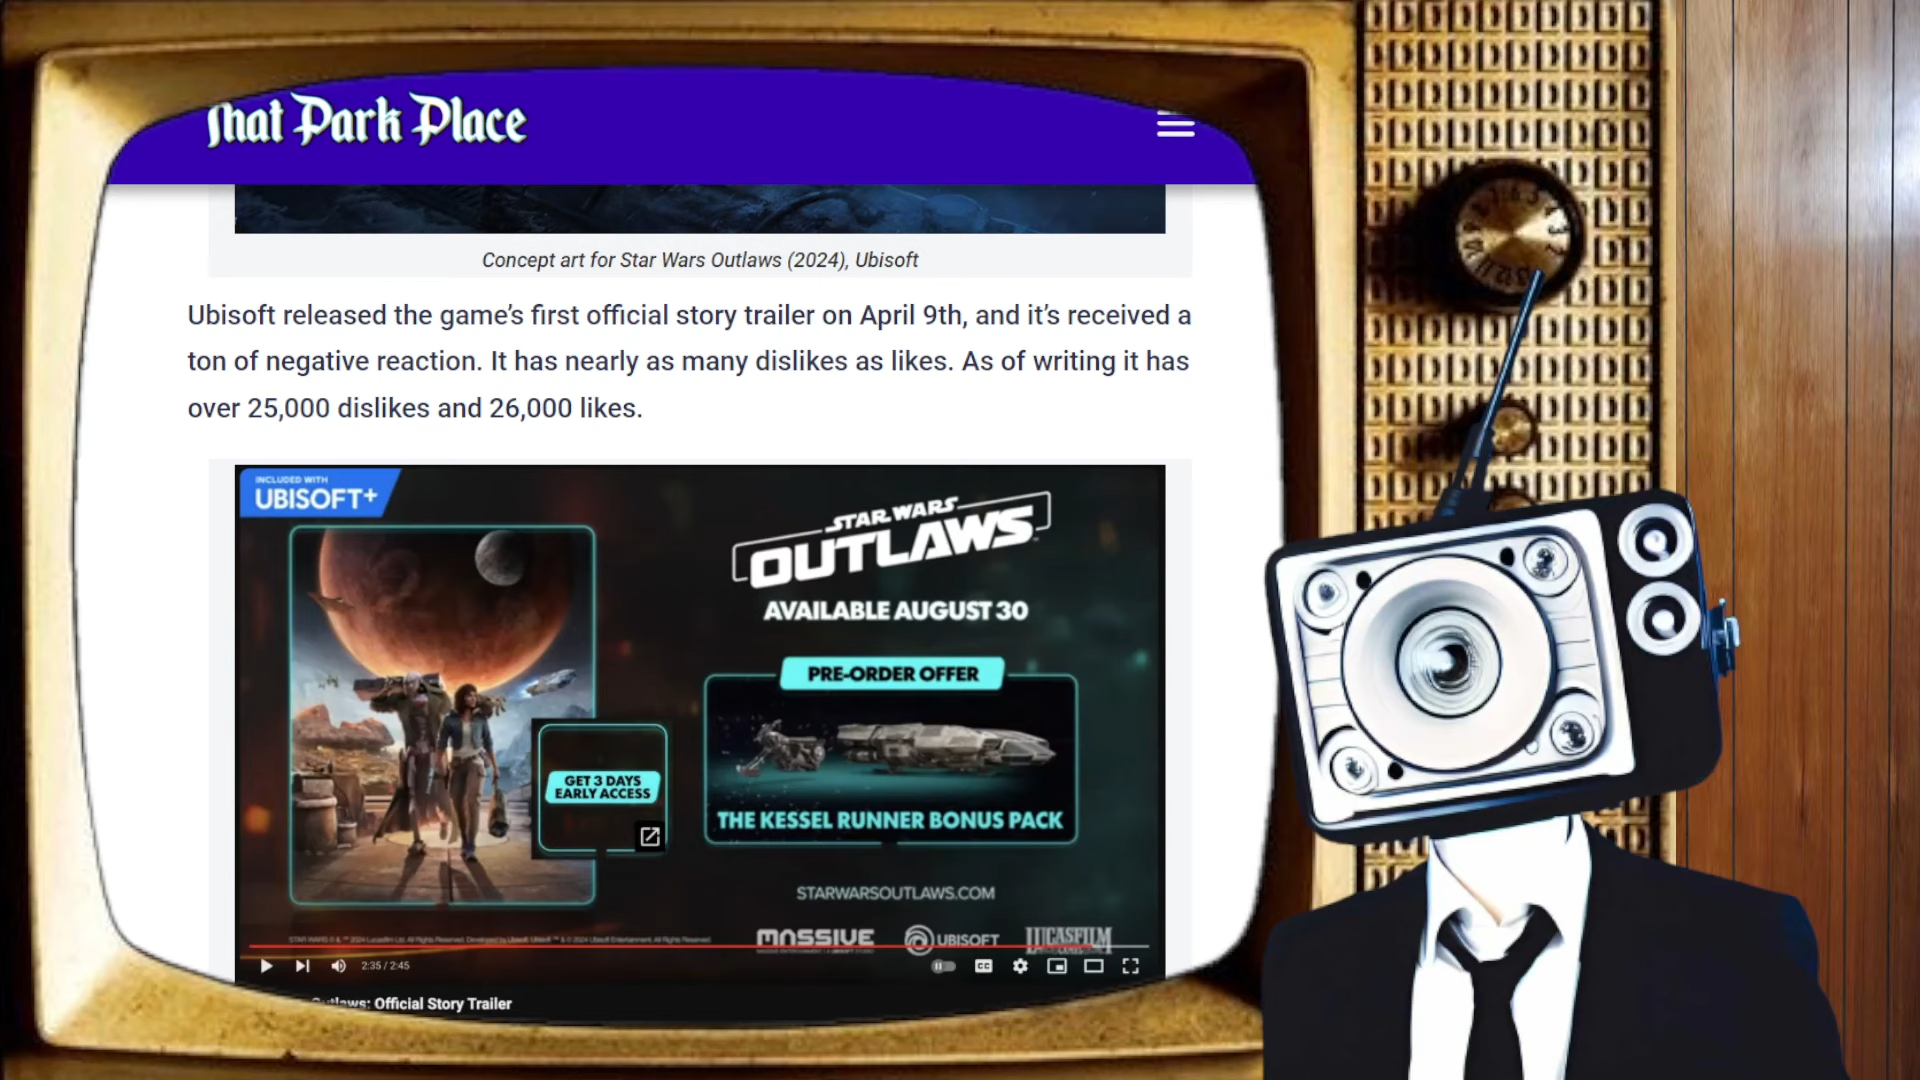 That Park Place
Concept art for Star Wars Outlaws (2024), Ubisoft
Ubisoft released the game’s first official story trailer on April 9th, and it’s received a
ton of negative reaction. It has nearly as many dislikes as likes. As of writing it has
over 25,000 dislikes and 26,000 likes.
INCLUDED WITH
UBISOFT+
STAR WARS
OUTLAWS
AVAILABLE AUGUST 30
PRE-ORDER OFFER
GET 3 DAYS
EARLY ACCESS
THE KESSEL RUNNER BONUS PACK
STARWARSOUTLAWS.COM
MASSIVE
UBISOFT
LUCASFILM
2:35 / 2:45
CC
Outlaws: Official Story Trailer